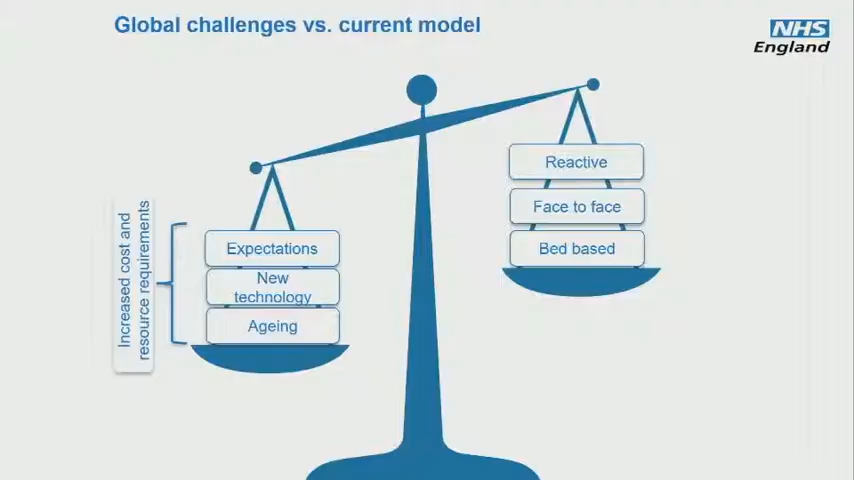 Global challenges vs. current model
NHS
England
Reactive
Face to face
Bed based
Increased cost and
resource requirements
Expectations
New
technology
Ageing